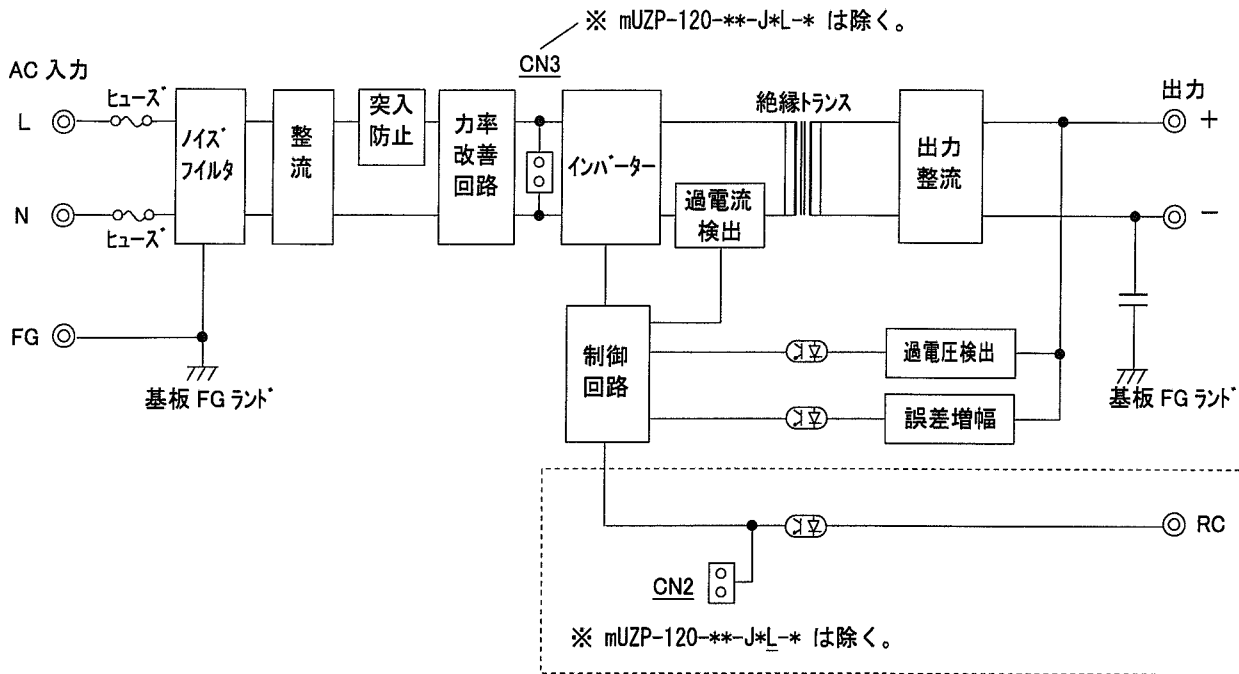 ※ mUZP-120-**-J*L-* は除く。
CN3
AC 入力
ヒューズ
L
ノイズ
フイルタ
整
流
突入
防止
力率
改善
回路
インバーター
絶縁トランス
過電流
検出
出力
整流
出力
+
N
ヒューズ
−
FG
基板 FG ランド
制御
回路
過電圧検出
誤差増幅
基板 FG ランド
RC
CN2
※ mUZP-120-**-J*L-* は除く。